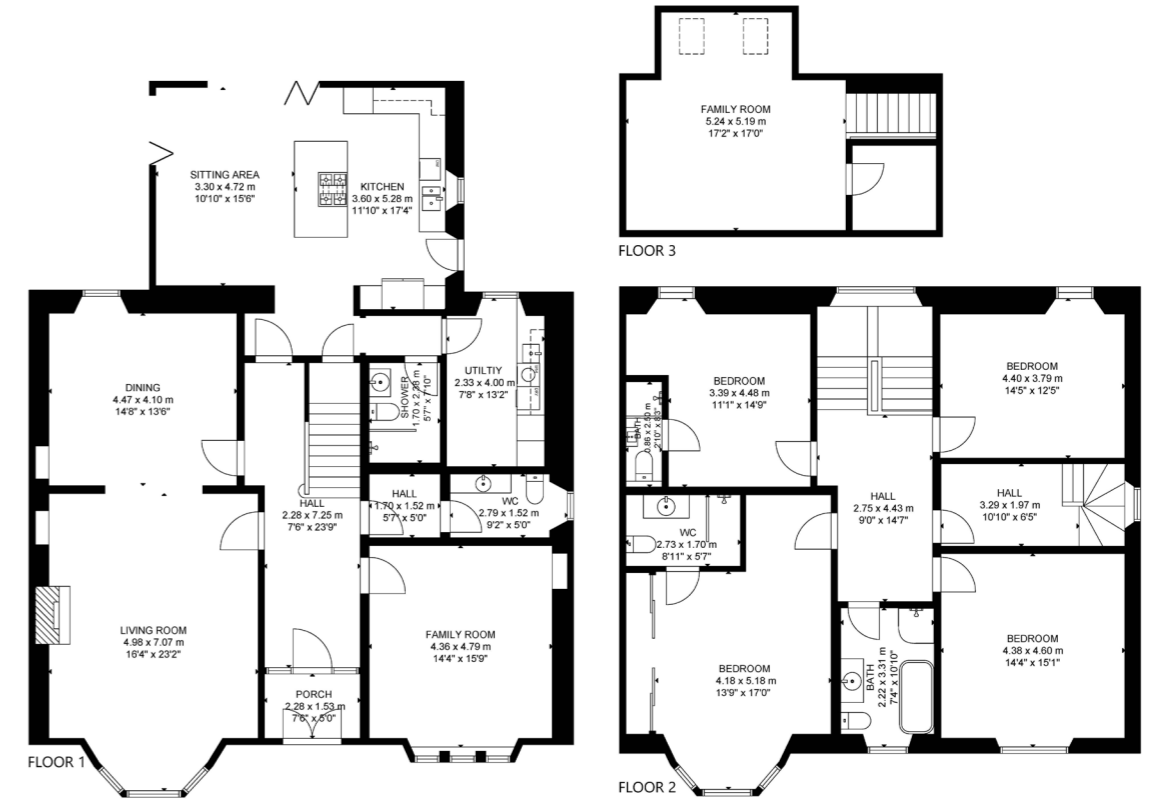 SITTING AREA
3.30 x 4.72 m
10'10" x 15'6"
KITCHEN
3.60 x 5.28 m
11'10" x 17'4"
DINING
4.47 x 4.10 m
14'8" x 13'6"
SHOWER
1.70 x 2.38 m
5'7" x 7'10"
UTILTIY
2.33 x 4.00 m
7'8" x 13'2"
HALL
2.28 x 7.25 m
7'6" x 23'9"
HALL
1.70 x 1.52 m
5'7" x 5'0"
WC
2.79 x 1.52 m
9'2" x 5'0"
LIVING ROOM
4.98 x 7.07 m
16'4" x 23'2"
FAMILY ROOM
4.36 x 4.79 m
14'4" x 15'9"
PORCH
2.28 x 1.53 m
7'6" x 5'0"
FLOOR 1
FAMILY ROOM
5.24 x 5.19 m
17'2" x 17'0"
FLOOR 3
BEDROOM
3.39 x 4.48 m
11'1" x 14'9"
BATH
0.86 x 2.50 m
2'10" x 8'3"
BEDROOM
4.40 x 3.79 m
14'5" x 12'5"
HALL
2.75 x 4.43 m
9'0" x 14'7"
HALL
3.29 x 1.97 m
10'10" x 6'5"
WC
2.73 x 1.70 m
8'11" x 5'7"
BEDROOM
4.18 x 5.18 m
13'9" x 17'0"
BATH
2.22 x 3.31 m
7'4" x 10'10"
BEDROOM
4.38 x 4.60 m
14'4" x 15'1"
FLOOR 2